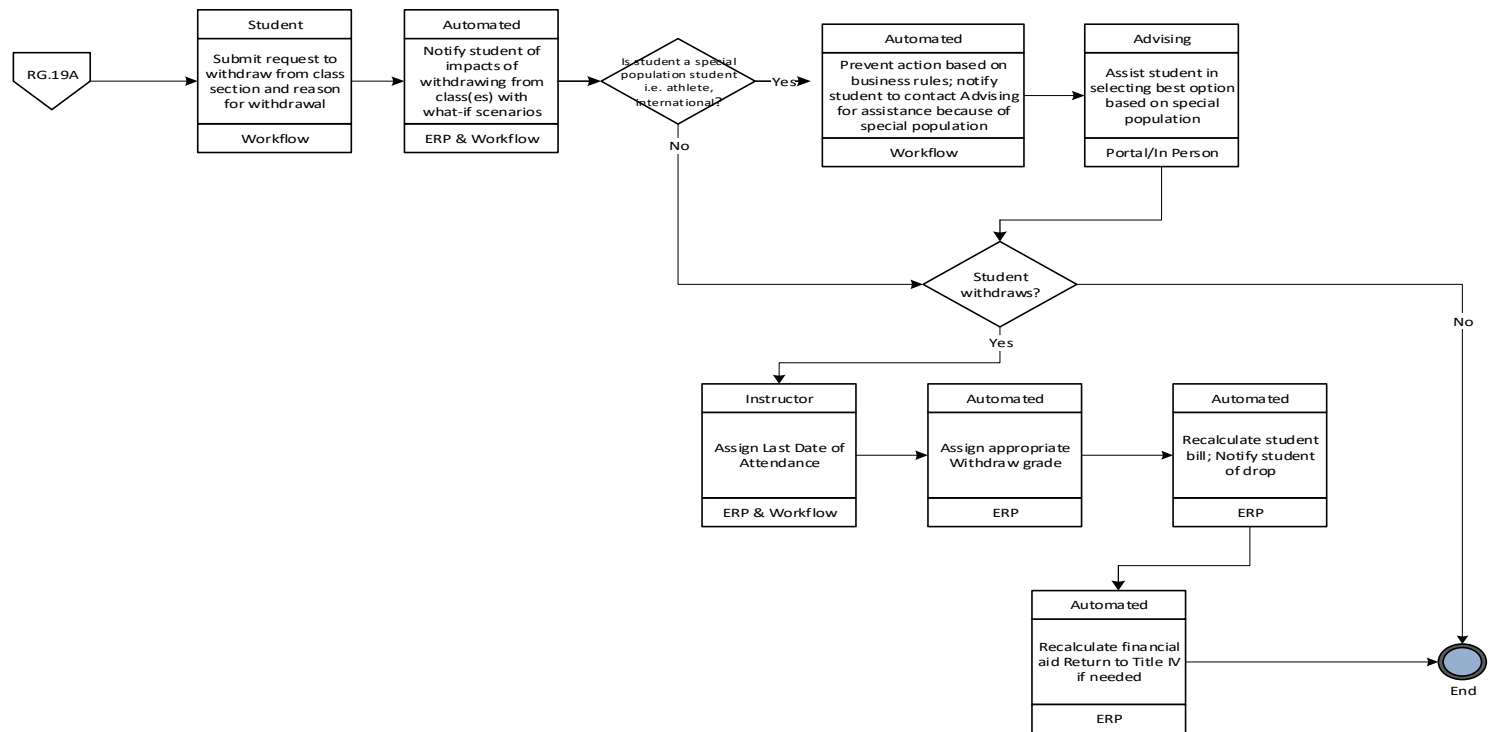 RG.19A
Student
Submit request to
withdraw from class
section and reason
for withdrawal
Workflow
Automated
Notify student of
impacts of
withdrawing from
class(es) with
what-if scenarios
ERP & Workflow
Is student a special
population student
i.e. athlete,
international?
Yes
No
Automated
Prevent action based on
business rules; notify
student to contact Advising
for assistance because of
special population
Workflow
Advising
Assist student in
selecting best option
based on special
population
Portal/In Person
Student
withdraws?
No
Yes
Instructor
Assign Last Date of
Attendance
ERP & Workflow
Automated
Assign appropriate
Withdraw grade
ERP
Automated
Recalculate student
bill; Notify student
of drop
ERP
Automated
Recalculate financial
aid Return to Title IV
if needed
ERP
End